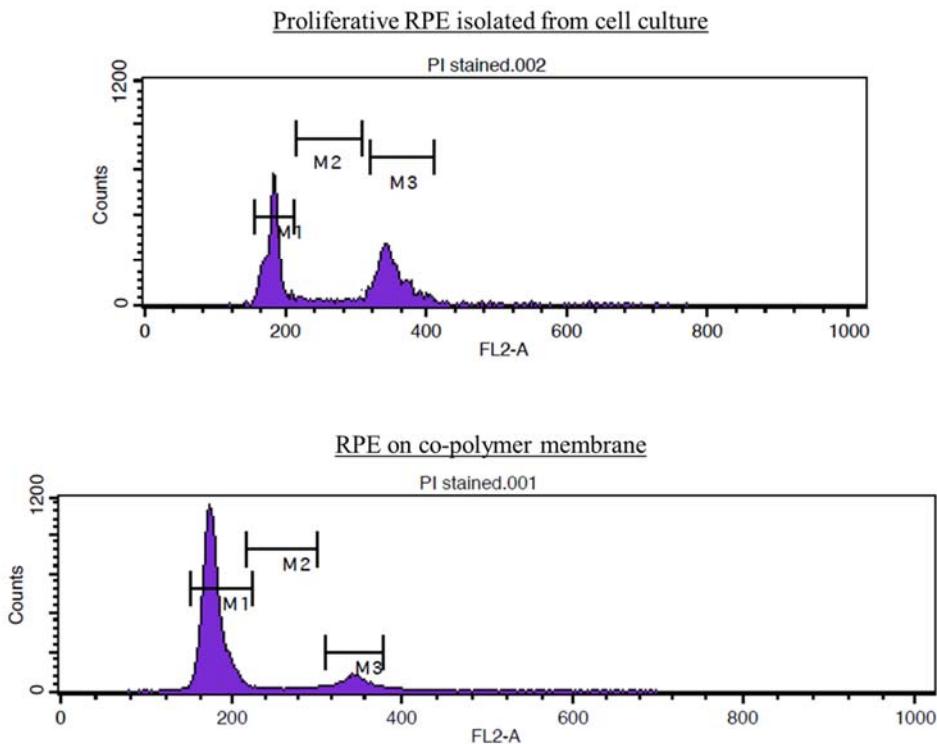 Proliferative RPE isolated from cell culture
PI stained.002
1200
M2
M3
M1
Counts
0
0 200 400 600 800 1000
FL2-A
RPE on co-polymer membrane
PI stained.001
1200
M2
M1
Counts
M3
0
0 200 400 600 800 1000
FL2-A